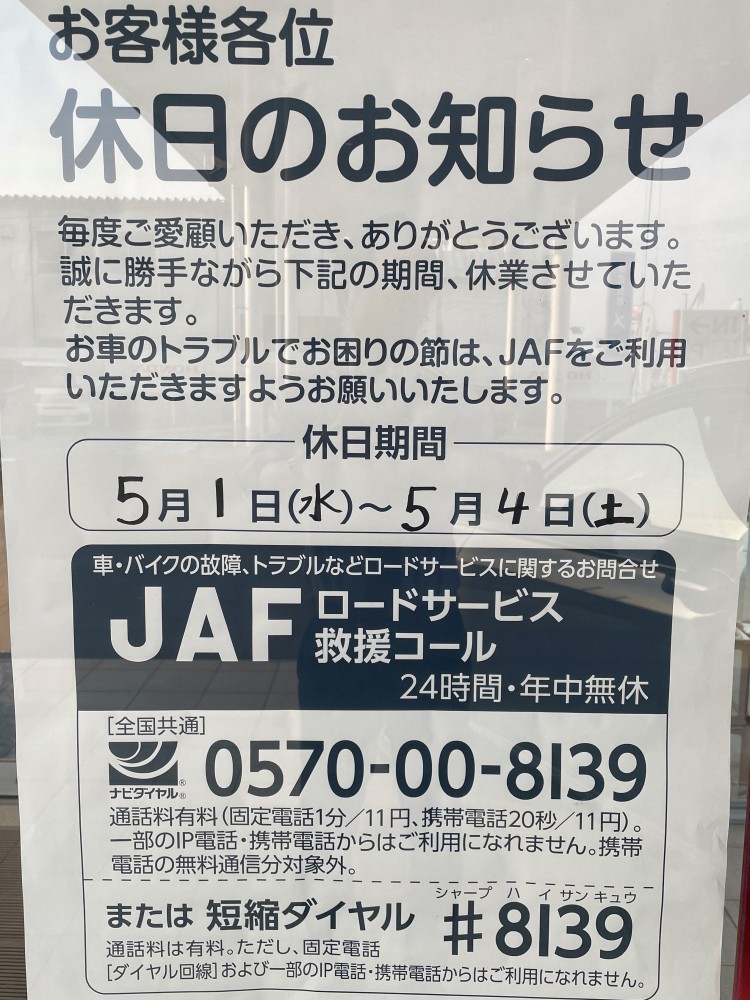 お客様各位
休日のお知らせ
毎度ご愛顧いただき、ありがとうございます。
誠に勝手ながら下記の期間、休業させていた
だきます。
お車のトラブルでお困りの節は、JAFをご利用
いただきますようお願いいたします。
休日期間
5月1日(水)～5月4日(土)
車・バイクの故障、トラブルなどロードサービスに関するお問合せ
JAF ロードサービス
救援コール
24時間・年中無休
[全国共通]
ナビダイヤル® 0570-00-8139
通話料有料(固定電話1分/11円、携帯電話20秒/11円)。
一部のIP電話・携帯電話からはご利用になれません。携帯
電話の無料通信分対象外。
シャープ ハイサンキュウ
または 短縮ダイヤル #8139
通話料は有料。ただし、固定電話
[ダイヤル回線]および一部のIP電話・携帯電話からはご利用になれません。